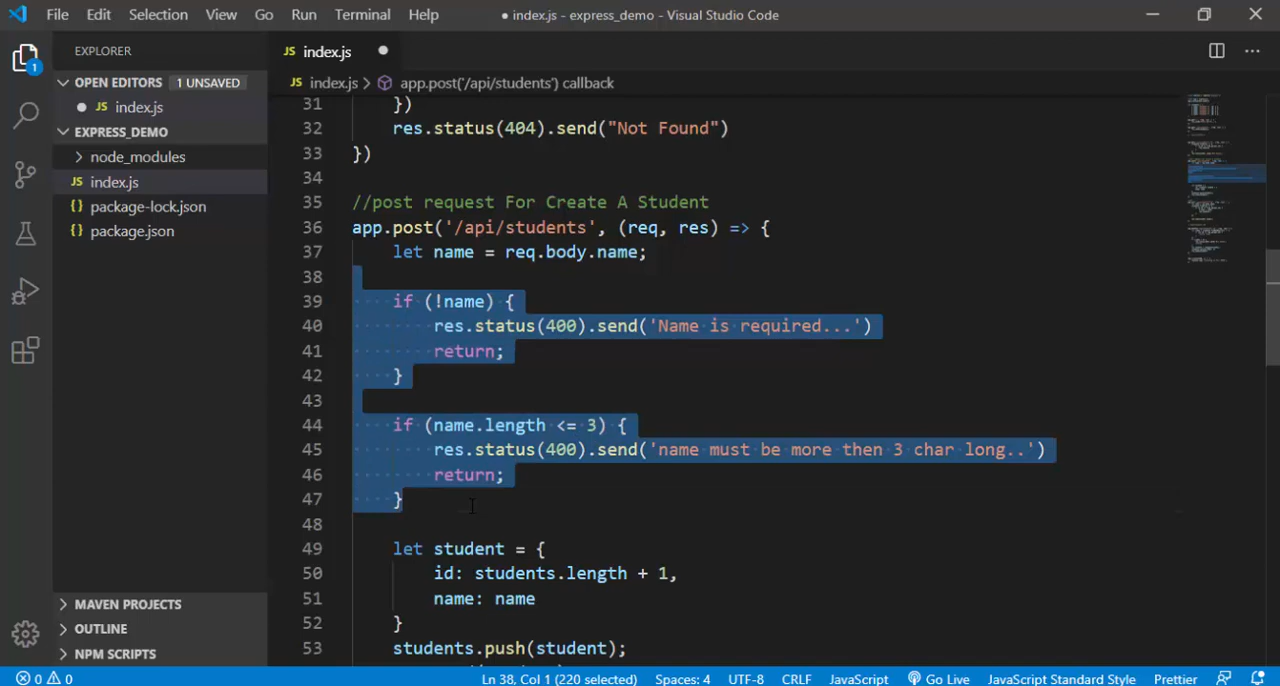 File Edit Selection View Go Run Terminal Help ● index.js - express_demo - Visual Studio Code
EXPLORER
OPEN EDITORS 1 UNSAVED
● JS index.js
EXPRESS_DEMO
node_modules
JS index.js
{} package-lock.json
{} package.json
MAVEN PROJECTS
OUTLINE
NPM SCRIPTS
1
JS index.js ●
JS index.js > app.post('/api/students') callback
31 })
32 res.status(404).send("Not Found")
33 })
34
35 //post request For Create A Student
36 app.post('/api/students', (req, res) => {
37 let name = req.body.name;
38
39 if (!name) {
40 res.status(400).send('Name is required...')
41 return;
42 }
43
44 if (name.length <= 3) {
45 res.status(400).send('name must be more then 3 char long..')
46 return;
47 }
48
49 let student = {
50 id: students.length + 1,
51 name: name
52 }
53 students.push(student);
0 0 Ln 38, Col 1 (220 selected) Spaces: 4 UTF-8 CRLF JavaScript Go Live JavaScript Standard Style Prettier